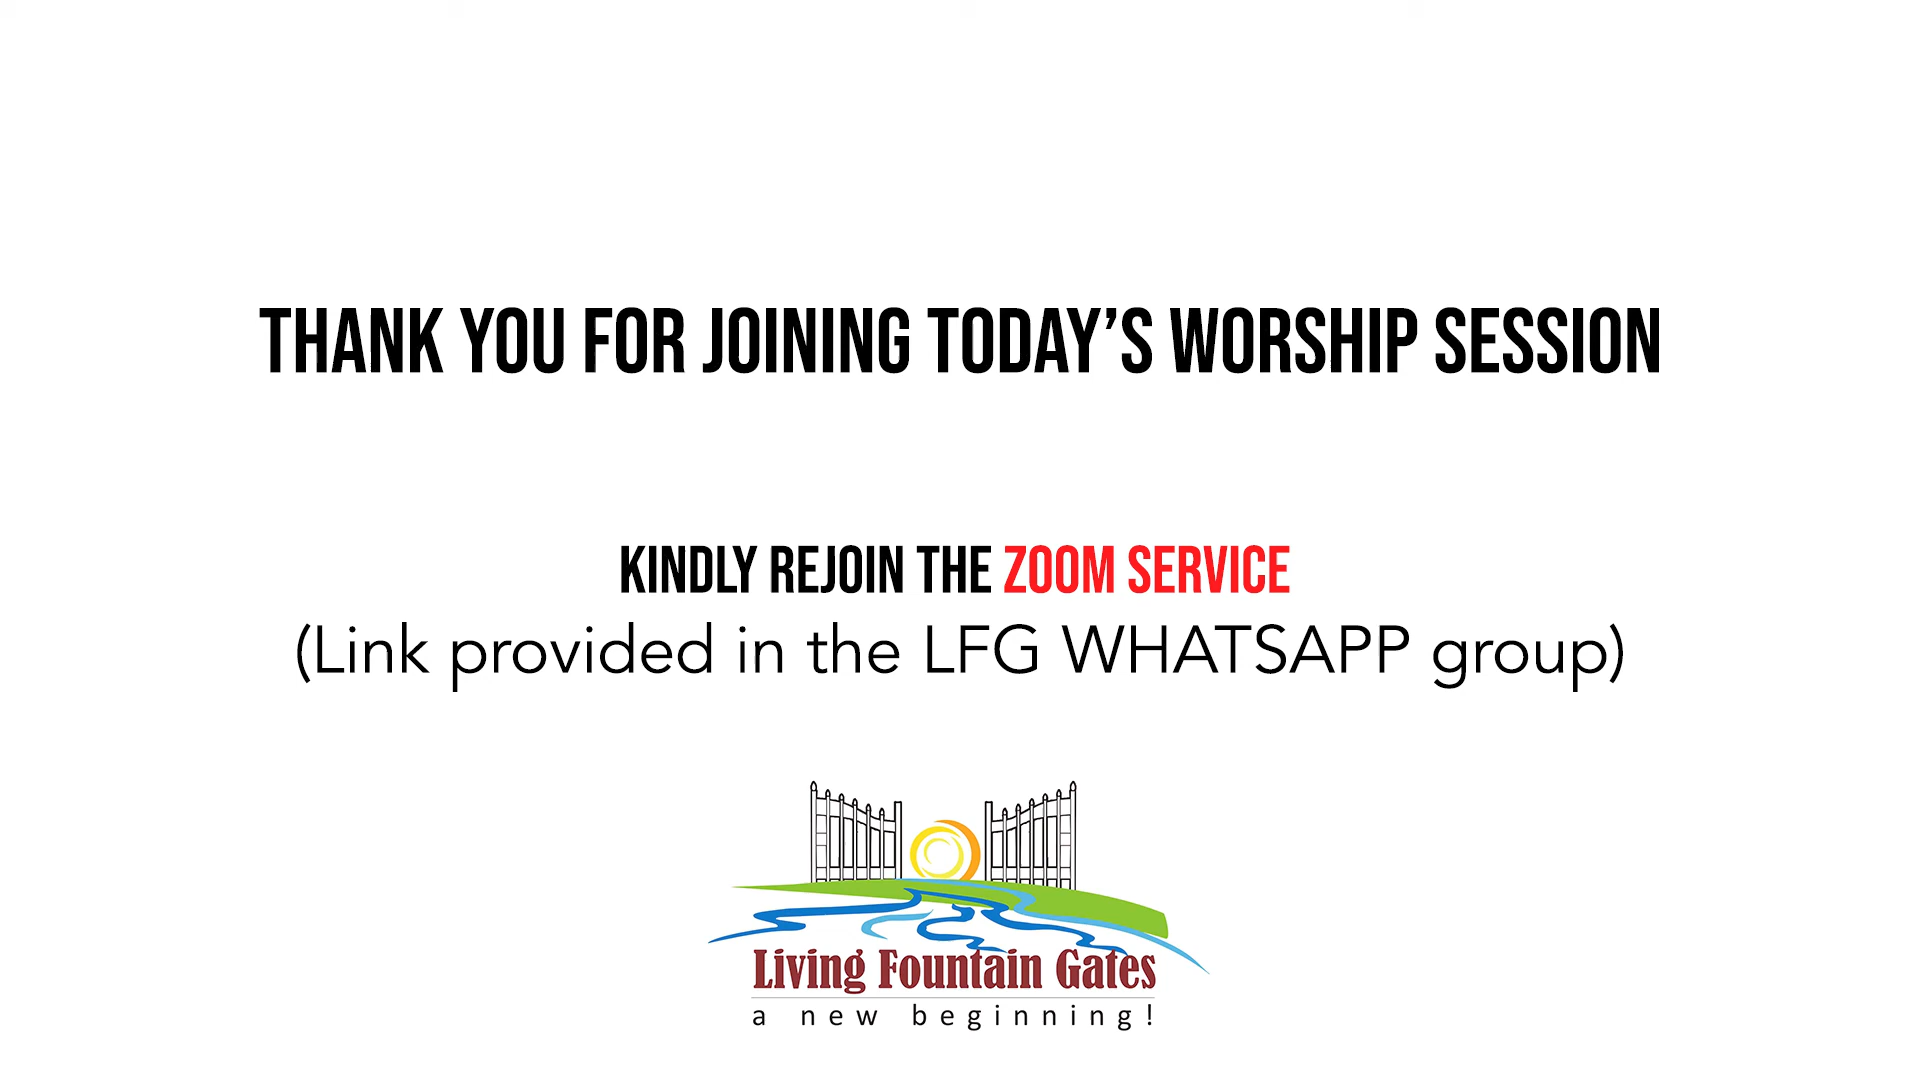 THANK YOU FOR JOINING TODAY’S WORSHIP SESSION
KINDLY REJOIN THE ZOOM SERVICE
(Link provided in the LFG WHATSAPP group)
Living Fountain Gates
a new beginning!